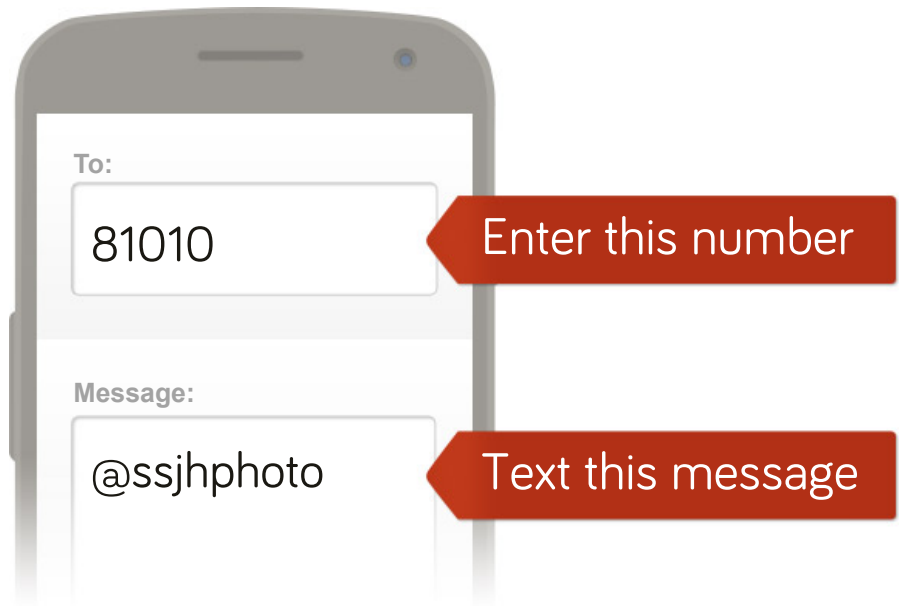 To:
81010
Enter this number
Message:
@ssjhphoto
Text this message